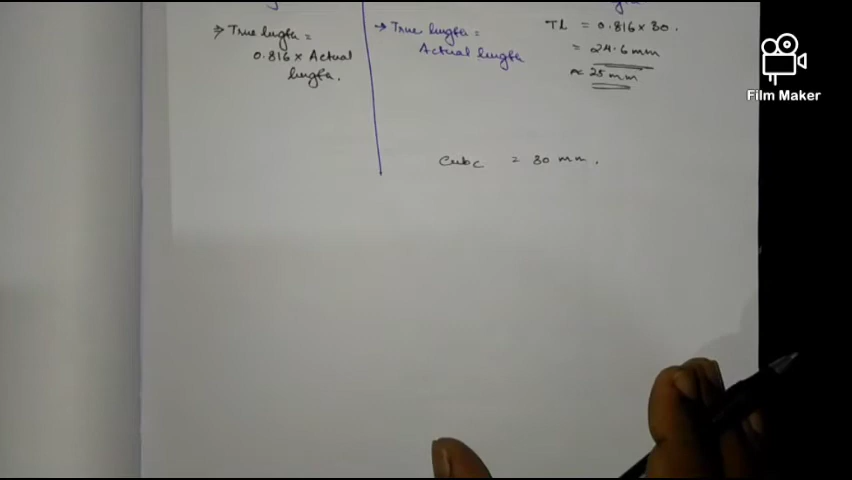 ⇒ True length =
0.816 × Actual
length.
→ True length =
Actual length
TL = 0.816 × 30.
= 24.6 mm
≈ 25 mm
Cube = 30 mm.
Film Maker